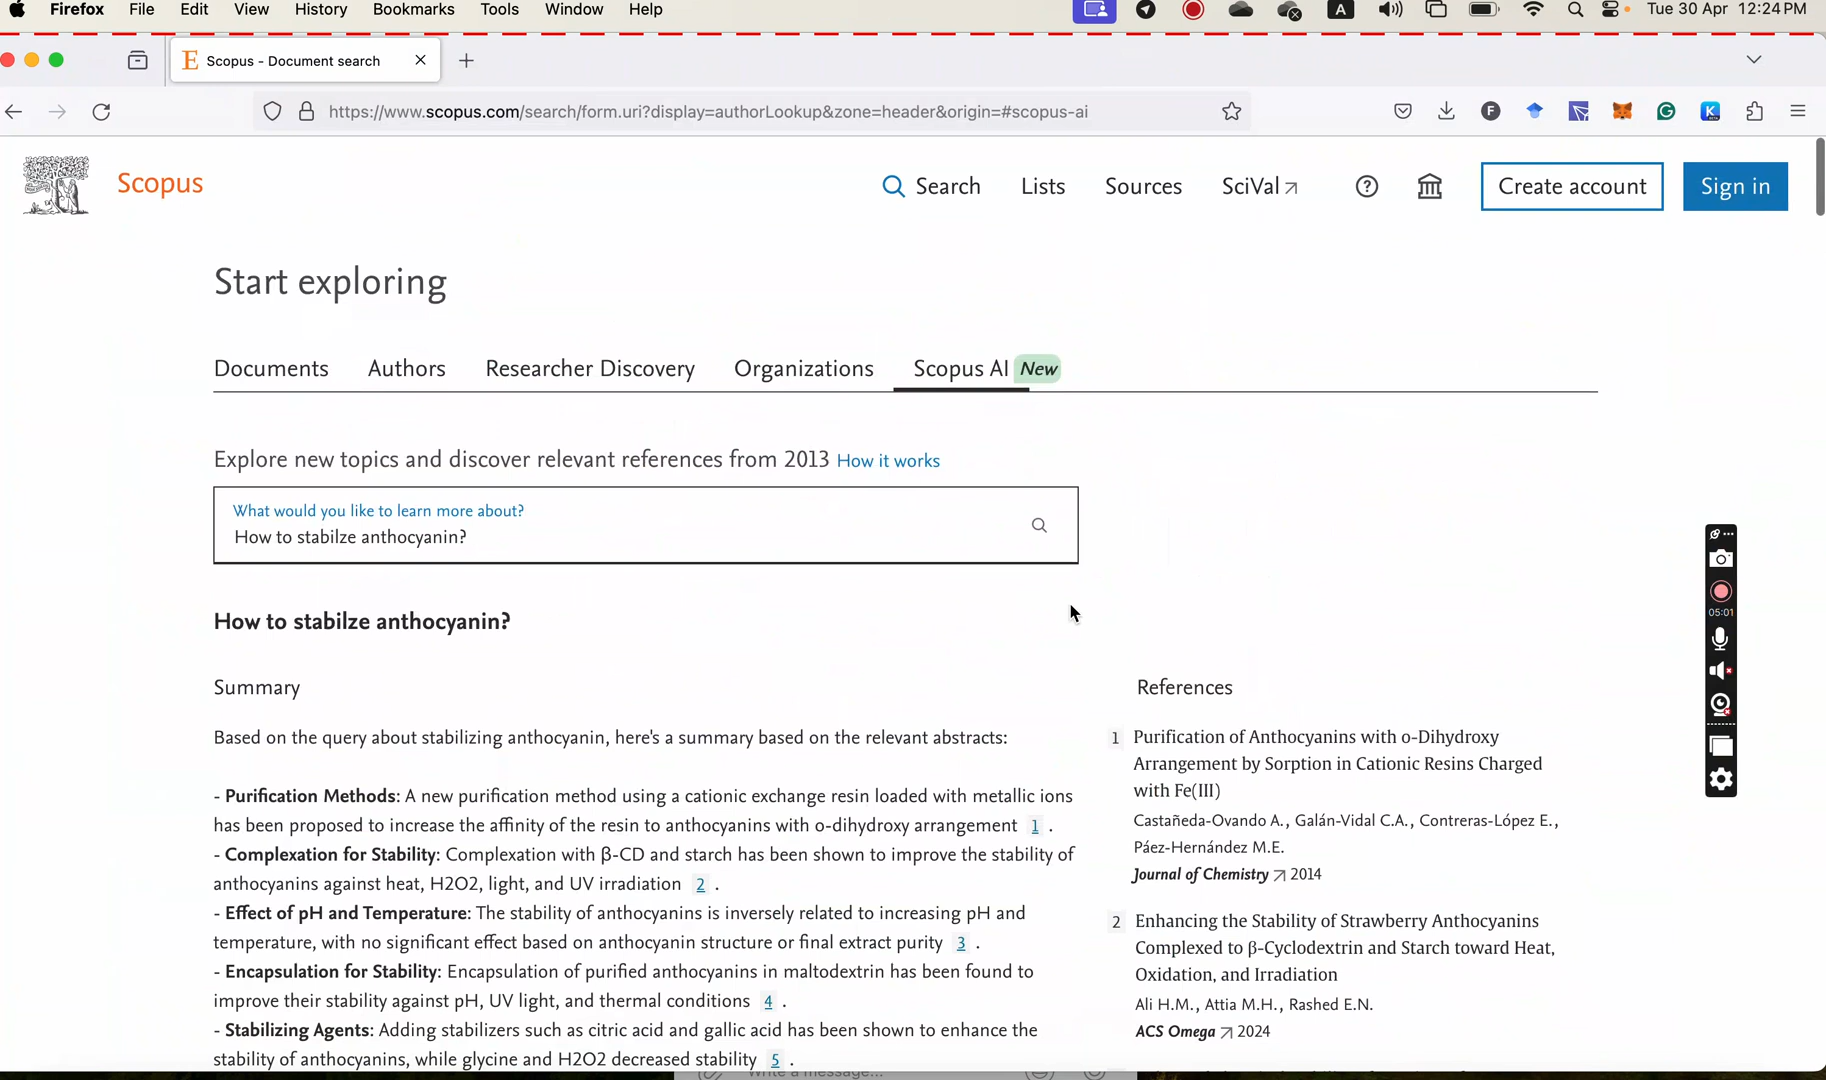 Firefox File Edit View History Bookmarks Tools Window Help A Tue 30 Apr 12:24 PM
E Scopus - Document search
https://www.scopus.com/search/form.uri?display=authorLookup&zone=header&origin=#scopus-ai
Scopus Search Lists Sources SciVal Create account Sign in
Start exploring
Documents Authors Researcher Discovery Organizations Scopus AI New
Explore new topics and discover relevant references from 2013 How it works
What would you like to learn more about?
How to stabilze anthocyanin?
05:01
How to stabilze anthocyanin?
Summary
Based on the query about stabilizing anthocyanin, here's a summary based on the relevant abstracts:
- Purification Methods: A new purification method using a cationic exchange resin loaded with metallic ions
has been proposed to increase the affinity of the resin to anthocyanins with o-dihydroxy arrangement 1 .
- Complexation for Stability: Complexation with β-CD and starch has been shown to improve the stability of
anthocyanins against heat, H2O2, light, and UV irradiation 2 .
- Effect of pH and Temperature: The stability of anthocyanins is inversely related to increasing pH and
temperature, with no significant effect based on anthocyanin structure or final extract purity 3 .
- Encapsulation for Stability: Encapsulation of purified anthocyanins in maltodextrin has been found to
improve their stability against pH, UV light, and thermal conditions 4 .
- Stabilizing Agents: Adding stabilizers such as citric acid and gallic acid has been shown to enhance the
stability of anthocyanins, while glycine and H2O2 decreased stability 5 .
References
1 Purification of Anthocyanins with o-Dihydroxy
Arrangement by Sorption in Cationic Resins Charged
with Fe(III)
Castañeda-Ovando A., Galán-Vidal C.A., Contreras-López E.,
Páez-Hernández M.E.
Journal of Chemistry 2014
2 Enhancing the Stability of Strawberry Anthocyanins
Complexed to β-Cyclodextrin and Starch toward Heat,
Oxidation, and Irradiation
Ali H.M., Attia M.H., Rashed E.N.
ACS Omega 2024
Write a message...